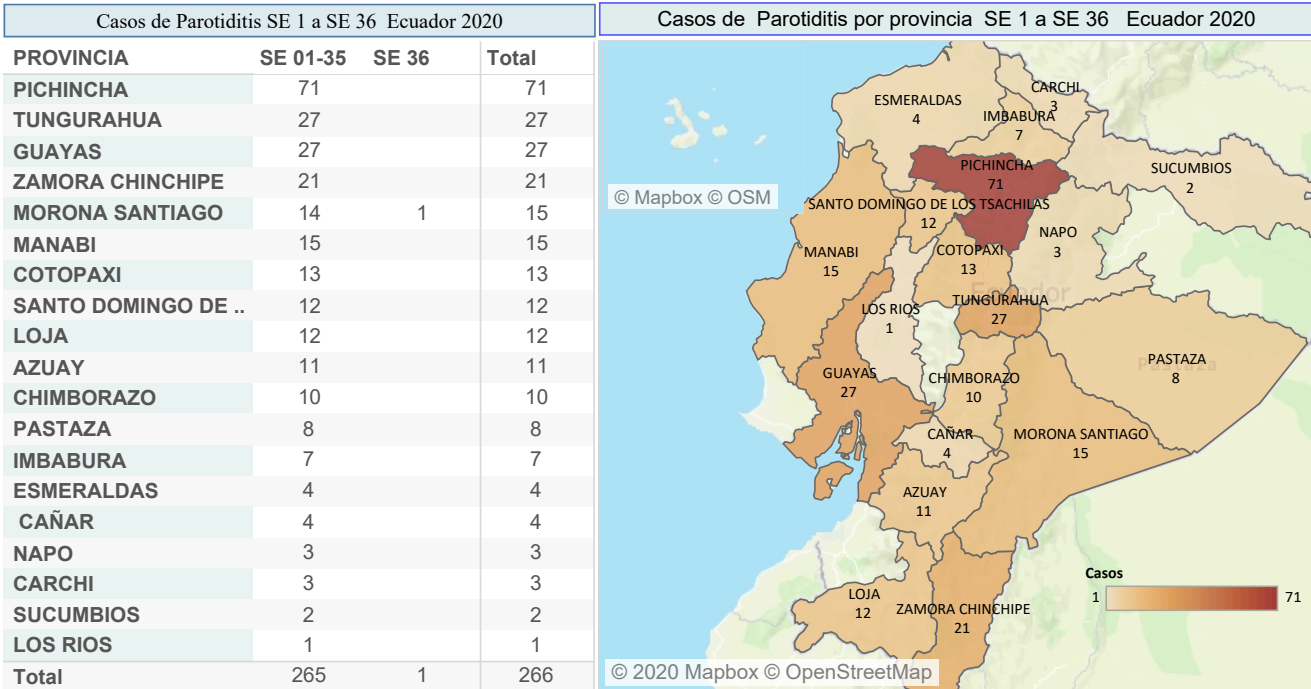 Casos de Parotiditis SE 1 a SE 36 Ecuador 2020
PROVINCIA SE 01-35 SE 36 Total
PICHINCHA 71 71
TUNGURAHUA 27 27
GUAYAS 27 27
ZAMORA CHINCHIPE 21 21
MORONA SANTIAGO 14 1 15
MANABI 15 15
COTOPAXI 13 13
SANTO DOMINGO DE .. 12 12
LOJA 12 12
AZUAY 11 11
CHIMBORAZO 10 10
PASTAZA 8 8
IMBABURA 7 7
ESMERALDAS 4 4
CAÑAR 4 4
NAPO 3 3
CARCHI 3 3
SUCUMBIOS 2 2
LOS RIOS 1 1
Total 265 1 266
Casos de Parotiditis por provincia SE 1 a SE 36 Ecuador 2020
CARCHI
3
ESMERALDAS
4
IMBABURA
7
PICHINCHA
71
SUCUMBIOS
2
© Mapbox © OSM
SANTO DOMINGO DE LOS TSACHILAS
12
NAPO
3
MANABI
15
COTOPAXI
13
Ecuador
TUNGURAHUA
27
LOS RIOS
1
PASTAZA
Pastaza
8
GUAYAS
27
CHIMBORAZO
10
CAÑAR
4
MORONA SANTIAGO
15
AZUAY
11
Casos
1 71
LOJA
12
ZAMORA CHINCHIPE
21
© 2020 Mapbox © OpenStreetMap